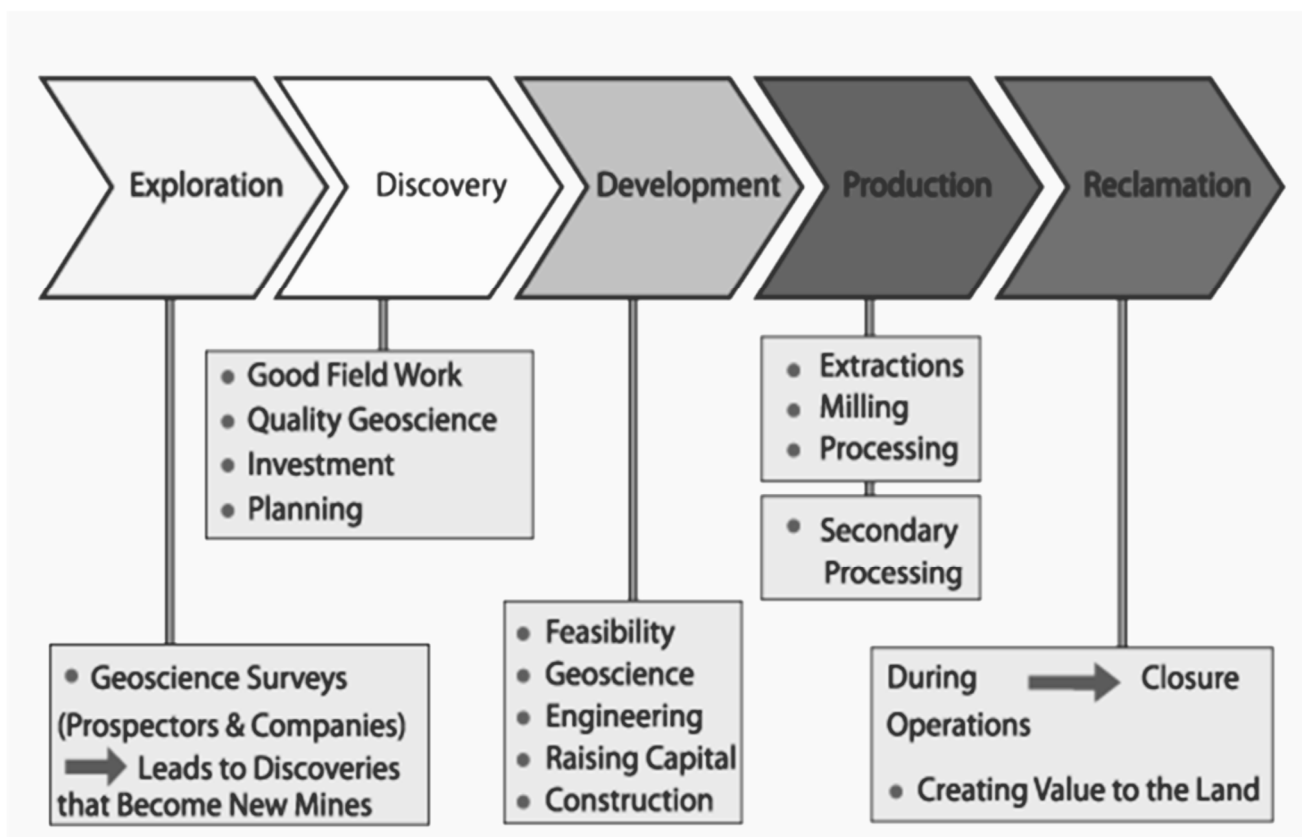 Exploration
Discovery
Development
Production
Reclamation
Geoscience Surveys
(Prospectors & Companies)
Leads to Discoveries
that Become New Mines
Good Field Work
Quality Geoscience
Investment
Planning
Feasibility
Geoscience
Engineering
Raising Capital
Construction
Extractions
Milling
Processing
Secondary
Processing
During Closure
Operations
Creating Value to the Land